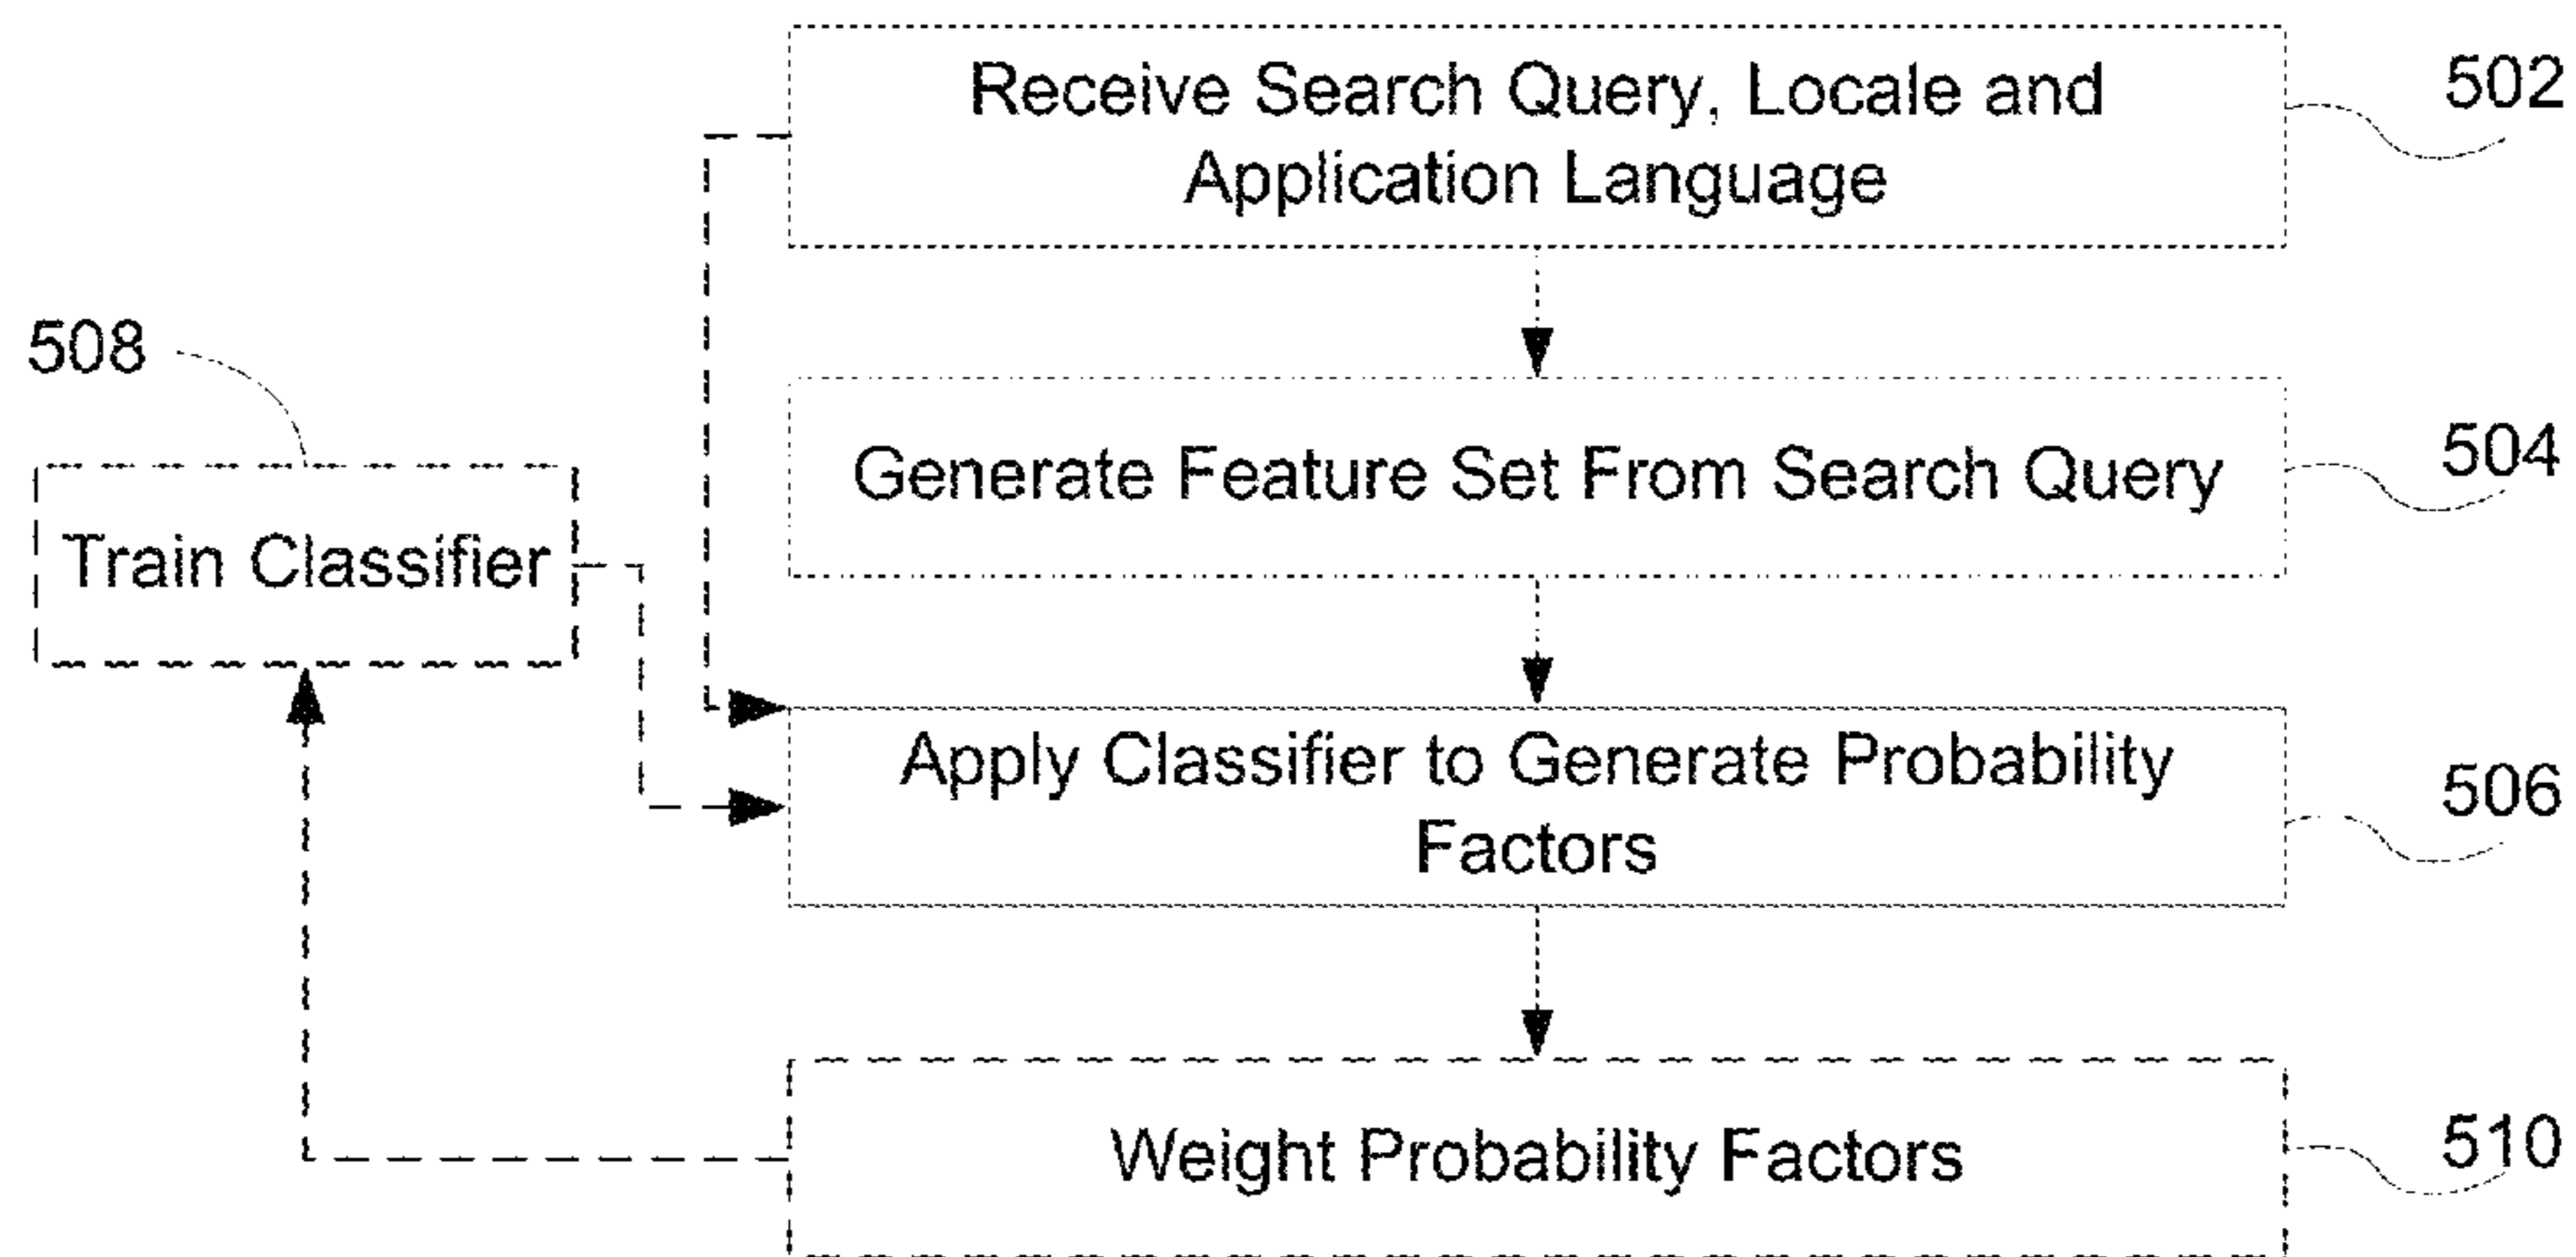 Receive Search Query, Locale and
Application Language
502
508
Generate Feature Set From Search Query
504
Train Classifier
Apply Classifier to Generate Probability
Factors
506
Weight Probability Factors
510